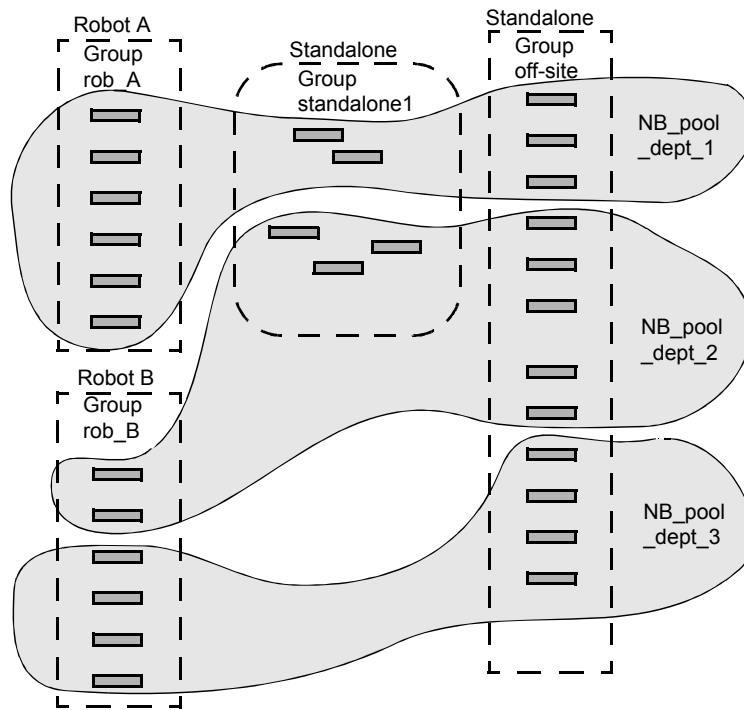 Robot A
Group
rob_A
Standalone
Group
standalone1
Standalone
Group
off-site
NB_pool
_dept_1
NB_pool
_dept_2
Robot B
Group
rob_B
NB_pool
_dept_3